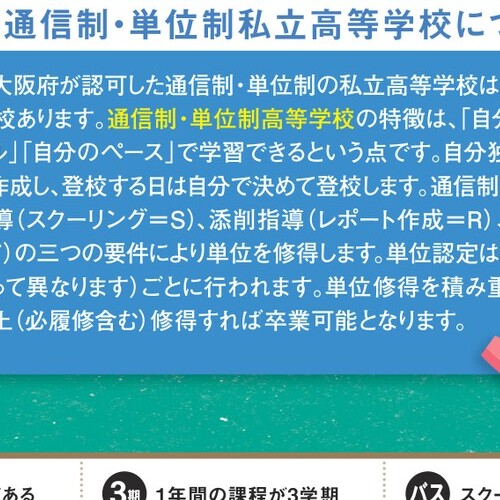 通信制・単位制私立高等学校につ
大阪府が認可した通信制・単位制の私立高等学校は
校あります。通信制・単位制高等学校の特徴は、「自分
」「自分のペース」で学習できるという点です。自分独
作成し、登校する日は自分で決めて登校します。通信制
導（スクーリング＝S）、添削指導（レポート作成＝R）、
）の三つの要件により単位を修得します。単位認定は
って異なります）ごとに行われます。単位修得を積み重
上（必履修含む）修得すれば卒業可能となります。
がある
3期 1年間の課程が3学期
バス スクー